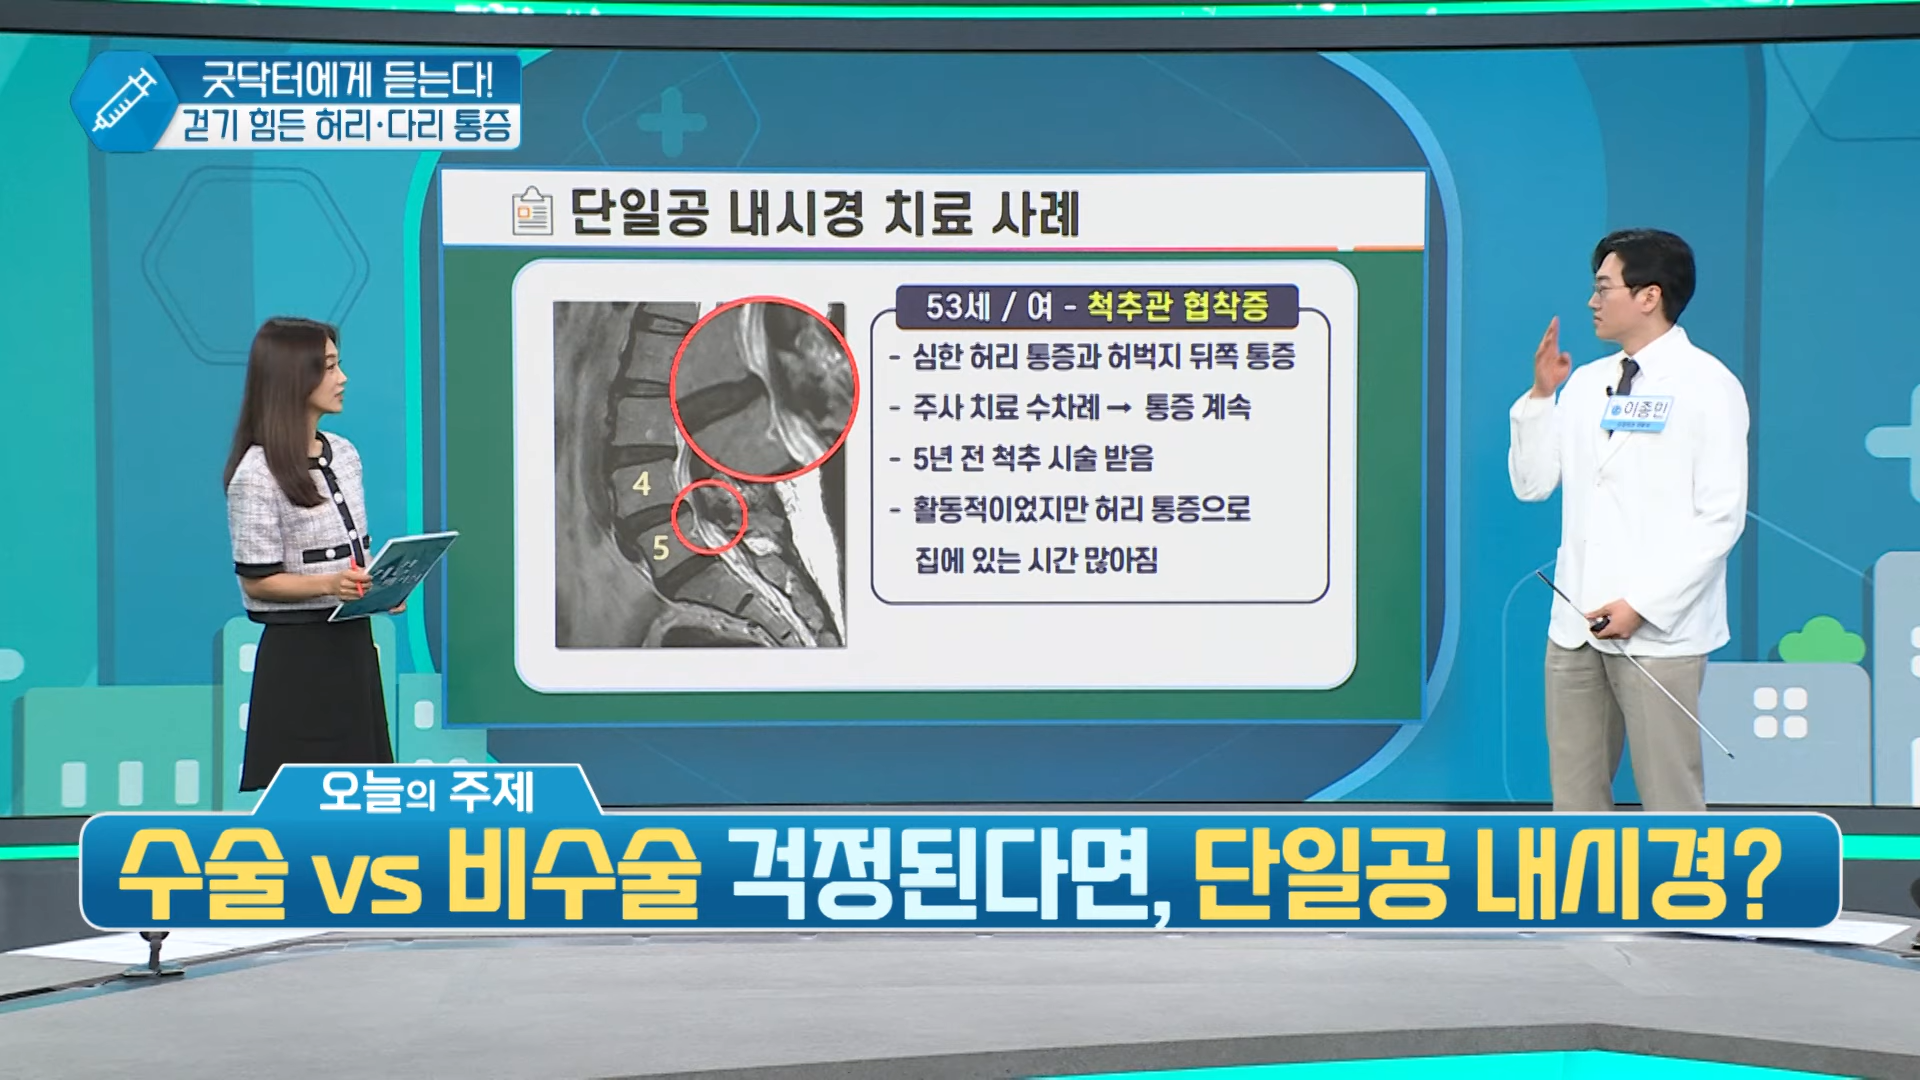 굿닥터에게 듣는다!
걷기 힘든 허리·다리 통증
단일공 내시경 치료 사례
53세 / 여 - 척추관 협착증
- 심한 허리 통증과 허벅지 뒤쪽 통증
- 주사 치료 수차례 → 통증 계속
- 5년 전 척추 시술 받음
- 활동적이었지만 허리 통증으로
집에 있는 시간 많아짐
4
5
이종민
오늘의 주제
수술 vs 비수술 걱정된다면, 단일공 내시경?